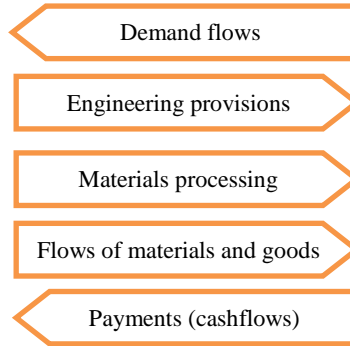 Demand flows
Engineering provisions
Materials processing
Flows of materials and goods
Payments (cashflows)